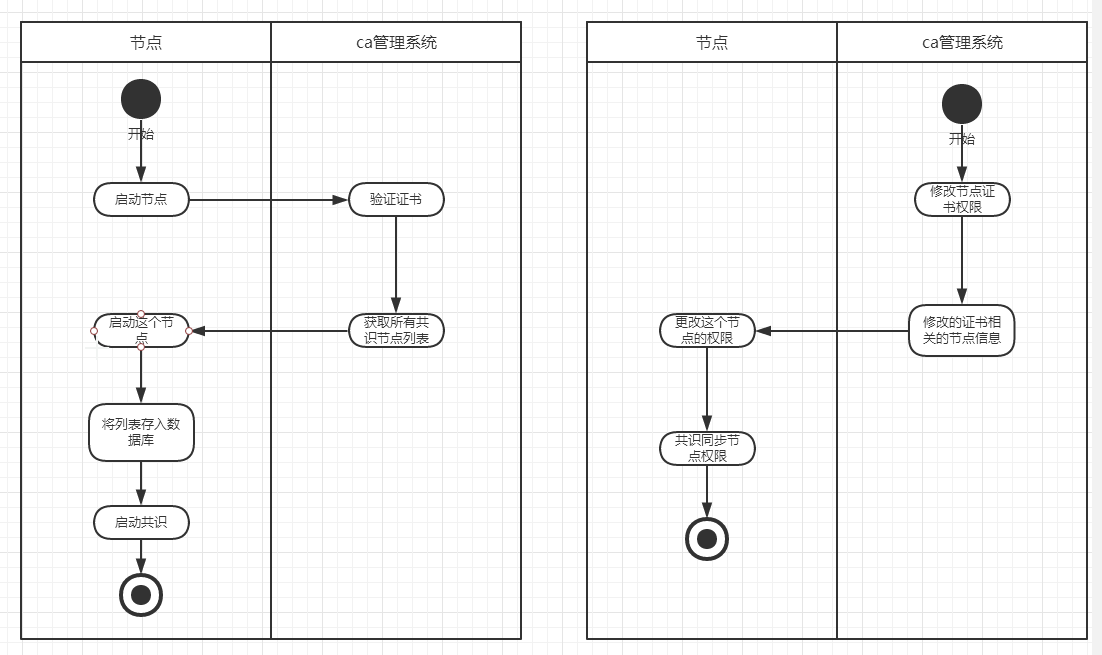 节点
ca管理系统
开始
启动节点
验证证书
启动这个节
点
获取所有共
识节点列表
将列表存入数
据库
启动共识
节点
ca管理系统
开始
修改节点证
书权限
更改这个节
点的权限
修改的证书相
关的节点信息
共识同步节
点权限